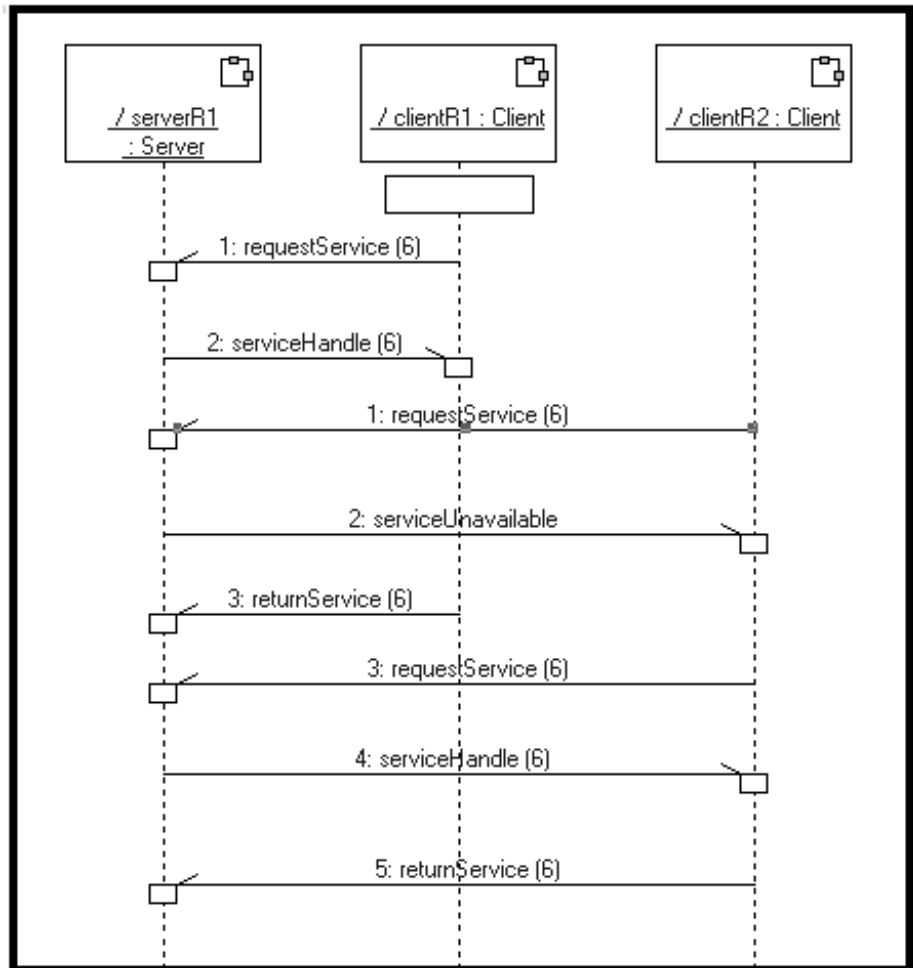 / serverR1
: Server
/ clientR1 : Client
/ clientR2 : Client
1: requestService (6)
2: serviceHandle (6)
1: requestService (6)
2: serviceUnavailable
3: returnService (6)
3: requestService (6)
4: serviceHandle (6)
5: returnService (6)